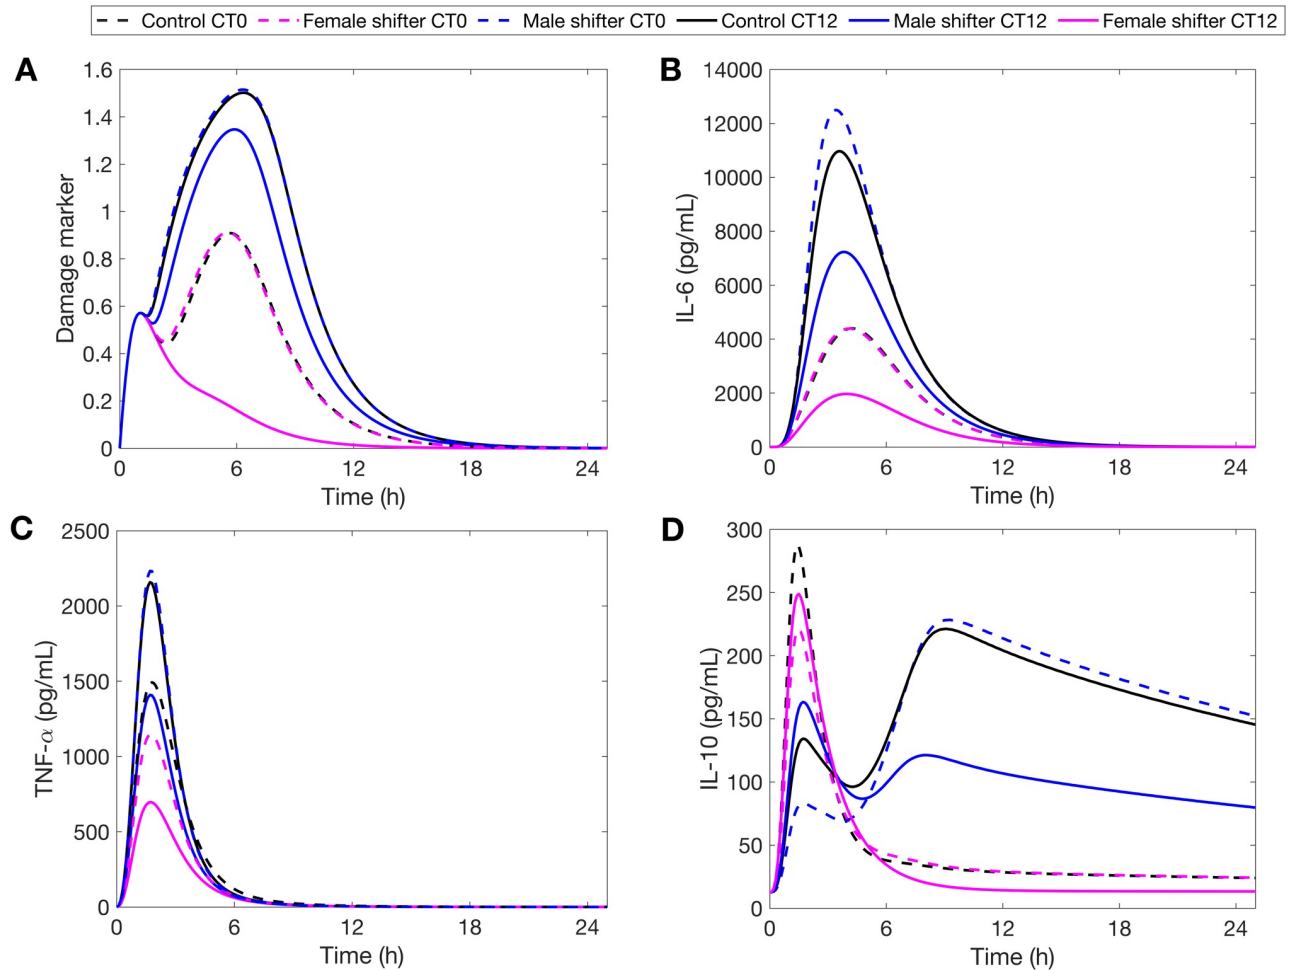 Control CT0 Female shifter CT0 Male shifter CT0 Control CT12 Male shifter CT12 Female shifter CT12
A
1.6
1.4
1.2
1
0.8
0.6
0.4
0.2
0
Damage marker
0 6 12 18 24
Time (h)
B
14000
12000
10000
8000
6000
4000
2000
0
IL-6 (pg/mL)
0 6 12 18 24
Time (h)
C
2500
2000
1500
1000
500
0
TNF-α (pg/mL)
0 6 12 18 24
Time (h)
D
300
250
200
150
100
50
0
IL-10 (pg/mL)
0 6 12 18 24
Time (h)